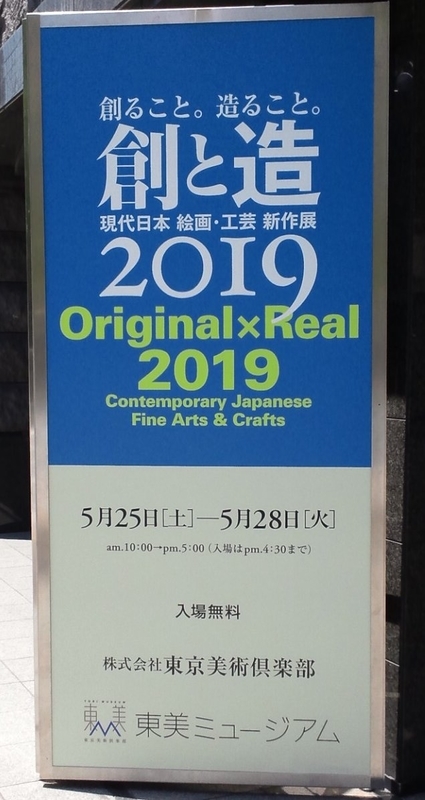 創ること。造ること。
創と造
現代日本 絵画・工芸 新作展
2019
Original×Real
2019
Contemporary Japanese
Fine Arts & Crafts
5月25日[土]―5月28日[火]
am.10:00→pm.5:00（入場はpm.4:30まで）
入場無料
株式会社東京美術倶楽部
東美
東美ミュージアム